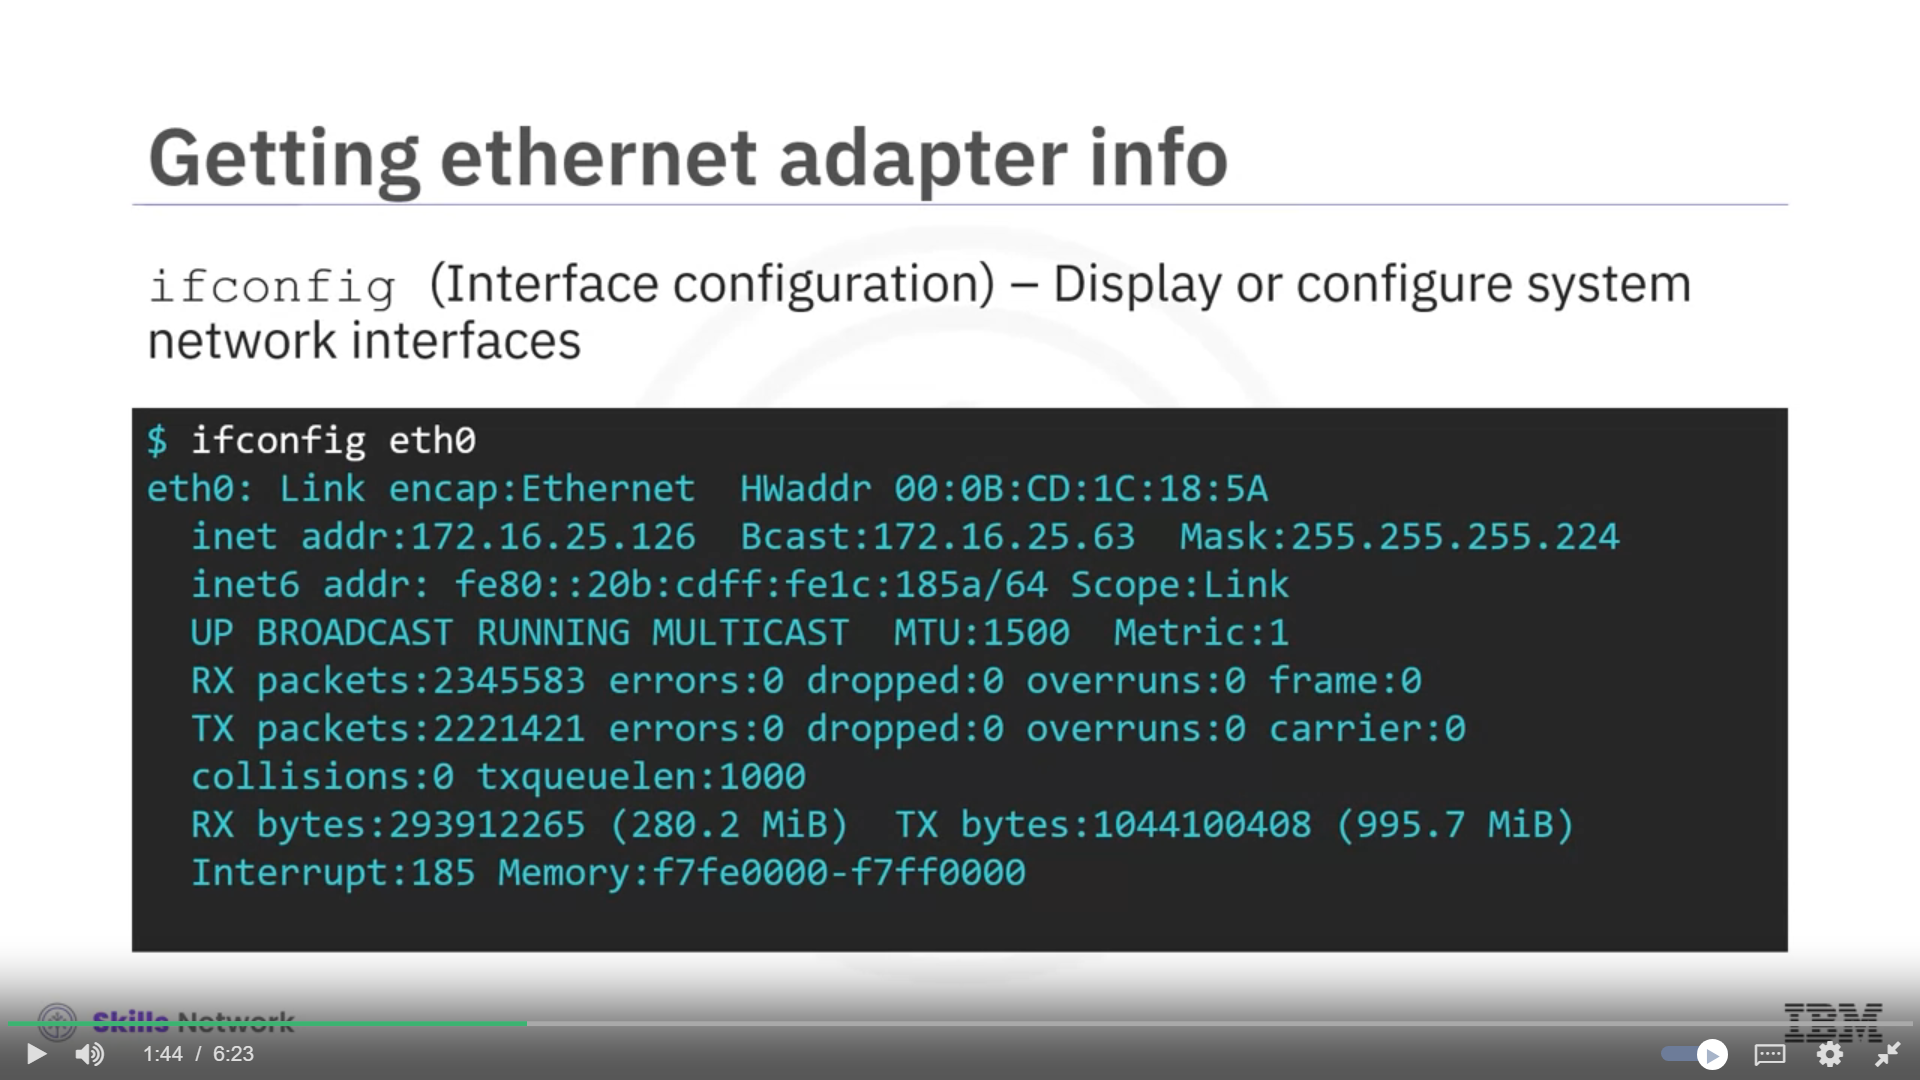 Getting ethernet adapter info
ifconfig (Interface configuration) – Display or configure system
network interfaces
$ ifconfig eth0
eth0: Link encap:Ethernet  HWaddr 00:0B:CD:1C:18:5A
  inet addr:172.16.25.126  Bcast:172.16.25.63  Mask:255.255.255.224
  inet6 addr: fe80::20b:cdff:fe1c:185a/64 Scope:Link
  UP BROADCAST RUNNING MULTICAST  MTU:1500  Metric:1
  RX packets:2345583 errors:0 dropped:0 overruns:0 frame:0
  TX packets:2221421 errors:0 dropped:0 overruns:0 carrier:0
  collisions:0 txqueuelen:1000
  RX bytes:293912265 (280.2 MiB)  TX bytes:1044100408 (995.7 MiB)
  Interrupt:185 Memory:f7fe0000-f7ff0000
Skills Network
IBM
1:44 / 6:23